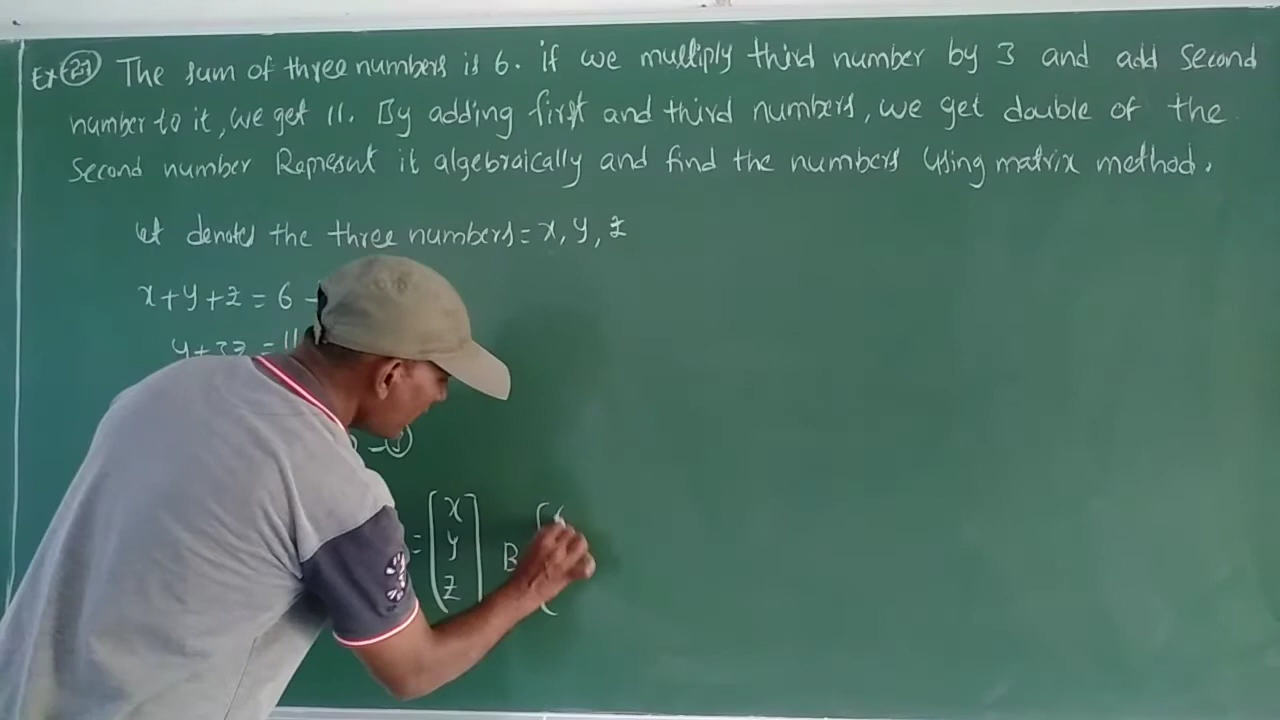 Ex 27 The sum of three numbers is 6. if we multiply third number by 3 and add second
number to it, we get 11. By adding first and third numbers, we get double of the
second number Represent it algebraically and find the numbers using matrix method.
let denotes the three numbers = x, y, z
x+y+z = 6 -
y+3z = 11
= [x
B [6
y
z]